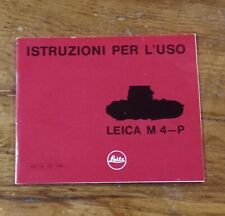 ISTRUZIONI PER L'USO
LEICA M 4-P
Leitz